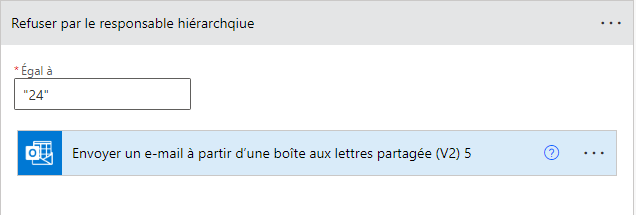 Refuser par le responsable hiérarchqiue
* Égal à
"24"
Envoyer un e-mail à partir d'une boîte aux lettres partagée (V2) 5